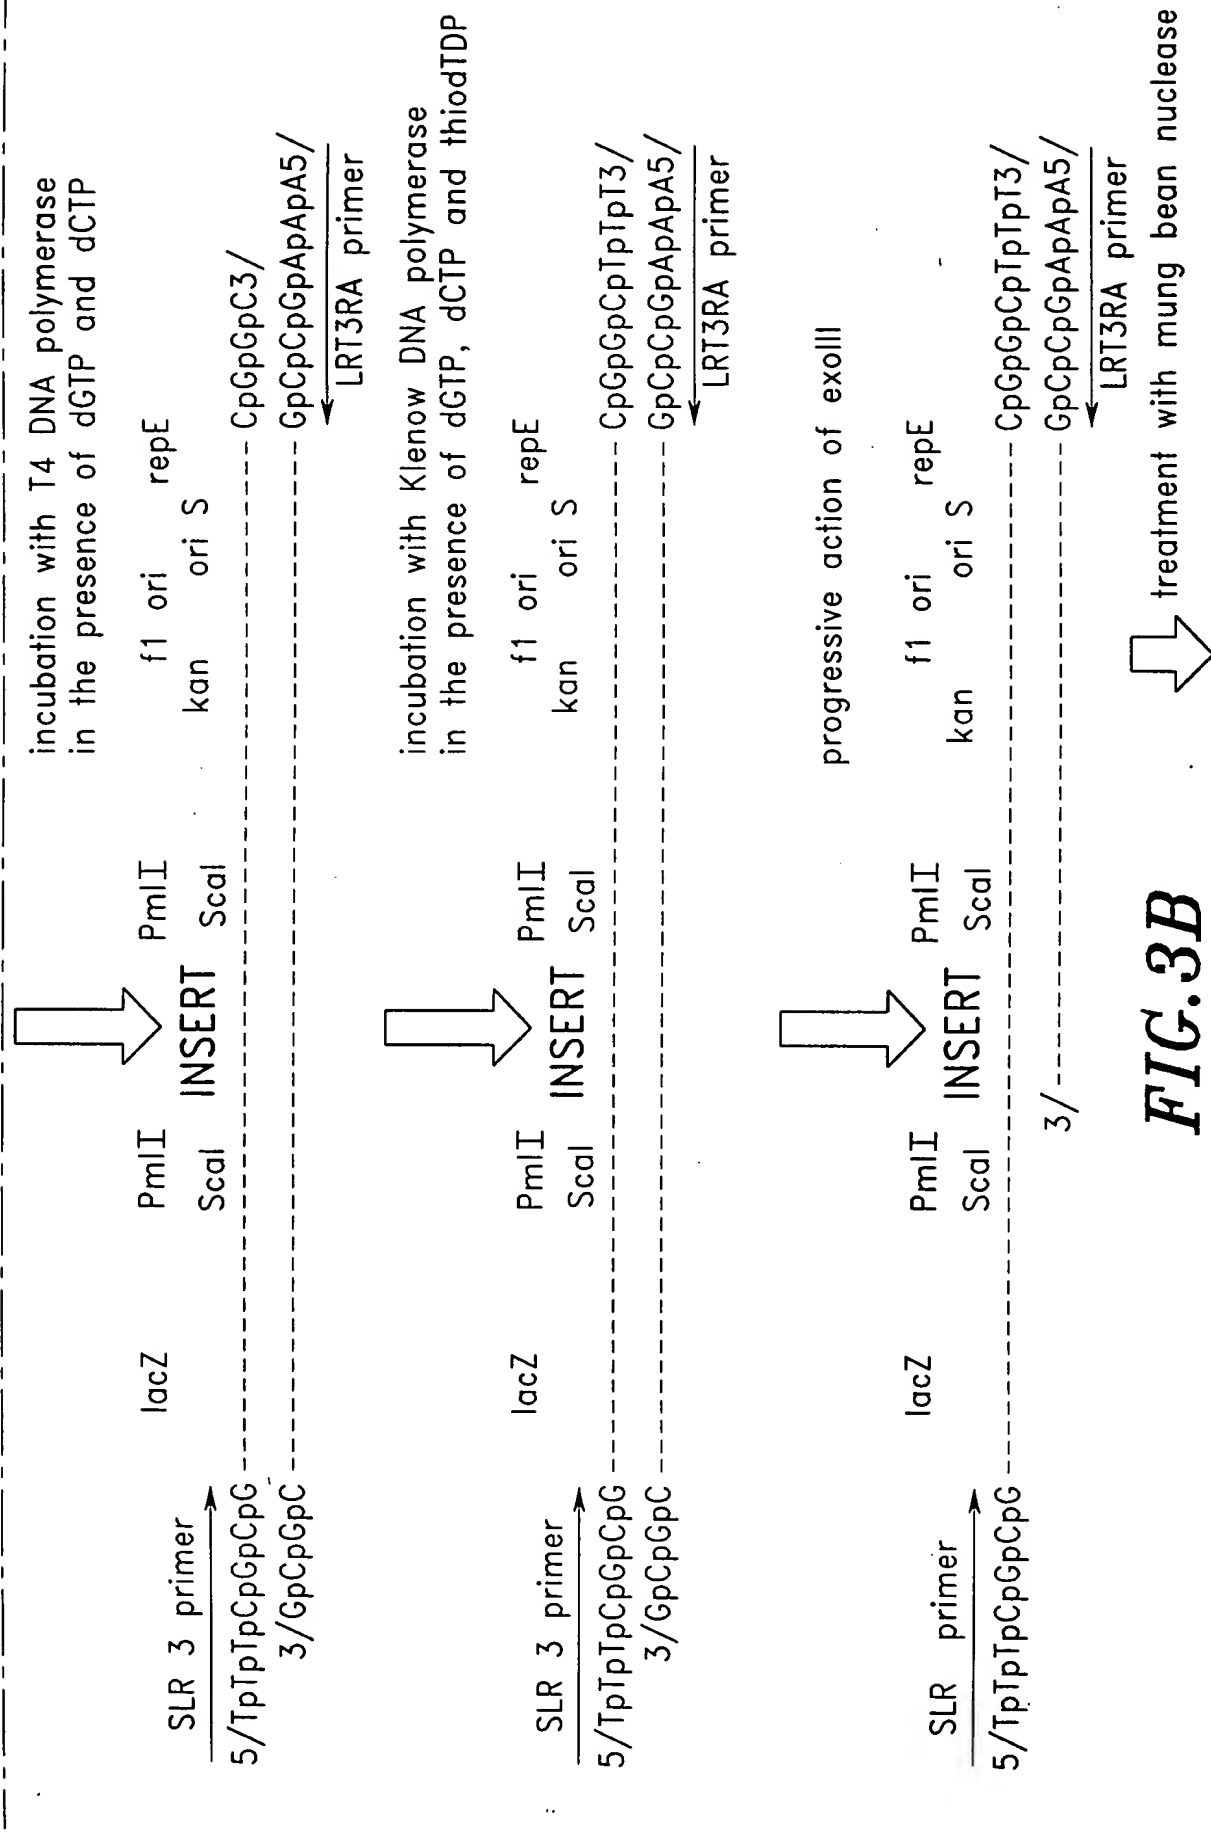 incubation with T4 DNA polymerase
in the presence of dGTP and dCTP
lacZ PmlI PmlI f1 ori repE
ScaI INSERT ScaI kan ori S
SLR 3 primer
5/TpTpTpCpGpCpG CpGpGpC3/
3/GpCpGpC GpCpCpGpApApA5/
LRT3RA primer
incubation with Klenow DNA polymerase
in the presence of dGTP, dCTP and thiodTDP
lacZ PmlI PmlI f1 ori repE
ScaI INSERT ScaI kan ori S
SLR 3 primer
5/TpTpTpCpGpCpG CpGpGpCpTpTpT3/
3/GpCpGpC GpCpCpGpApApA5/
LRT3RA primer
progressive action of exoIII
lacZ PmlI PmlI f1 ori repE
ScaI INSERT ScaI kan ori S
SLR primer
5/TpTpTpCpGpCpG CpGpGpCpTpTpT3/
3/ GpCpCpGpApApA5/
LRT3RA primer
treatment with mung bean nuclease
FIG.3B